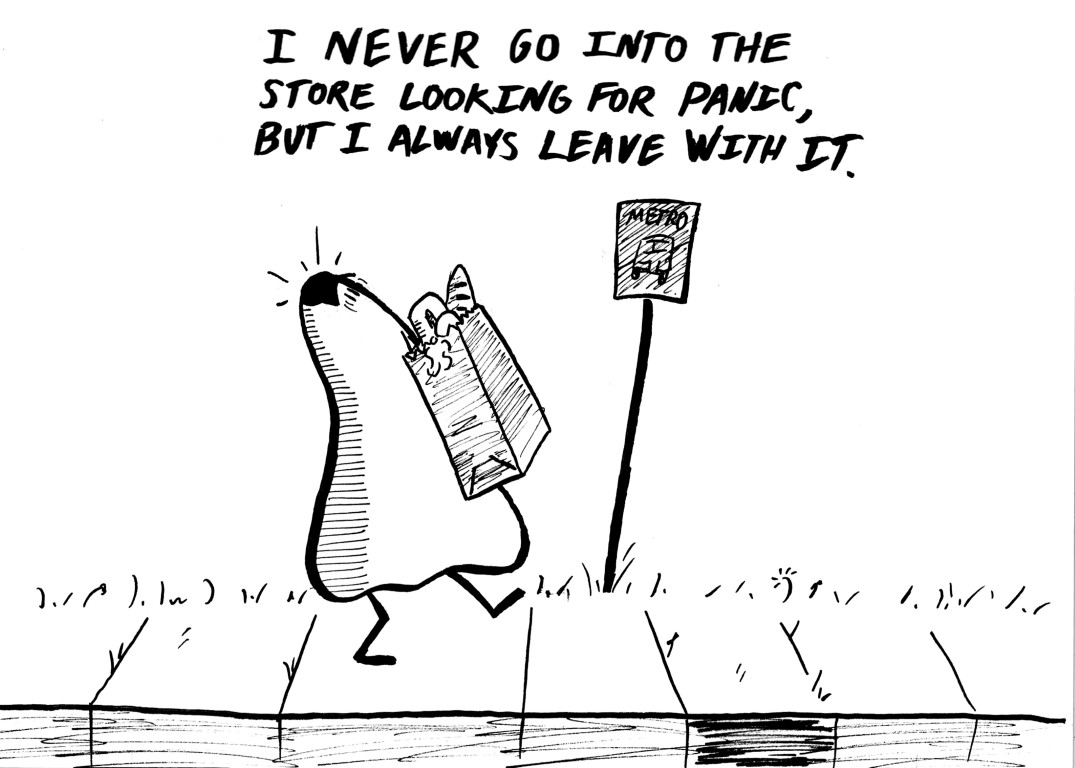 I NEVER GO INTO THE
STORE LOOKING FOR PANIC,
BUT I ALWAYS LEAVE WITH IT.
METRO